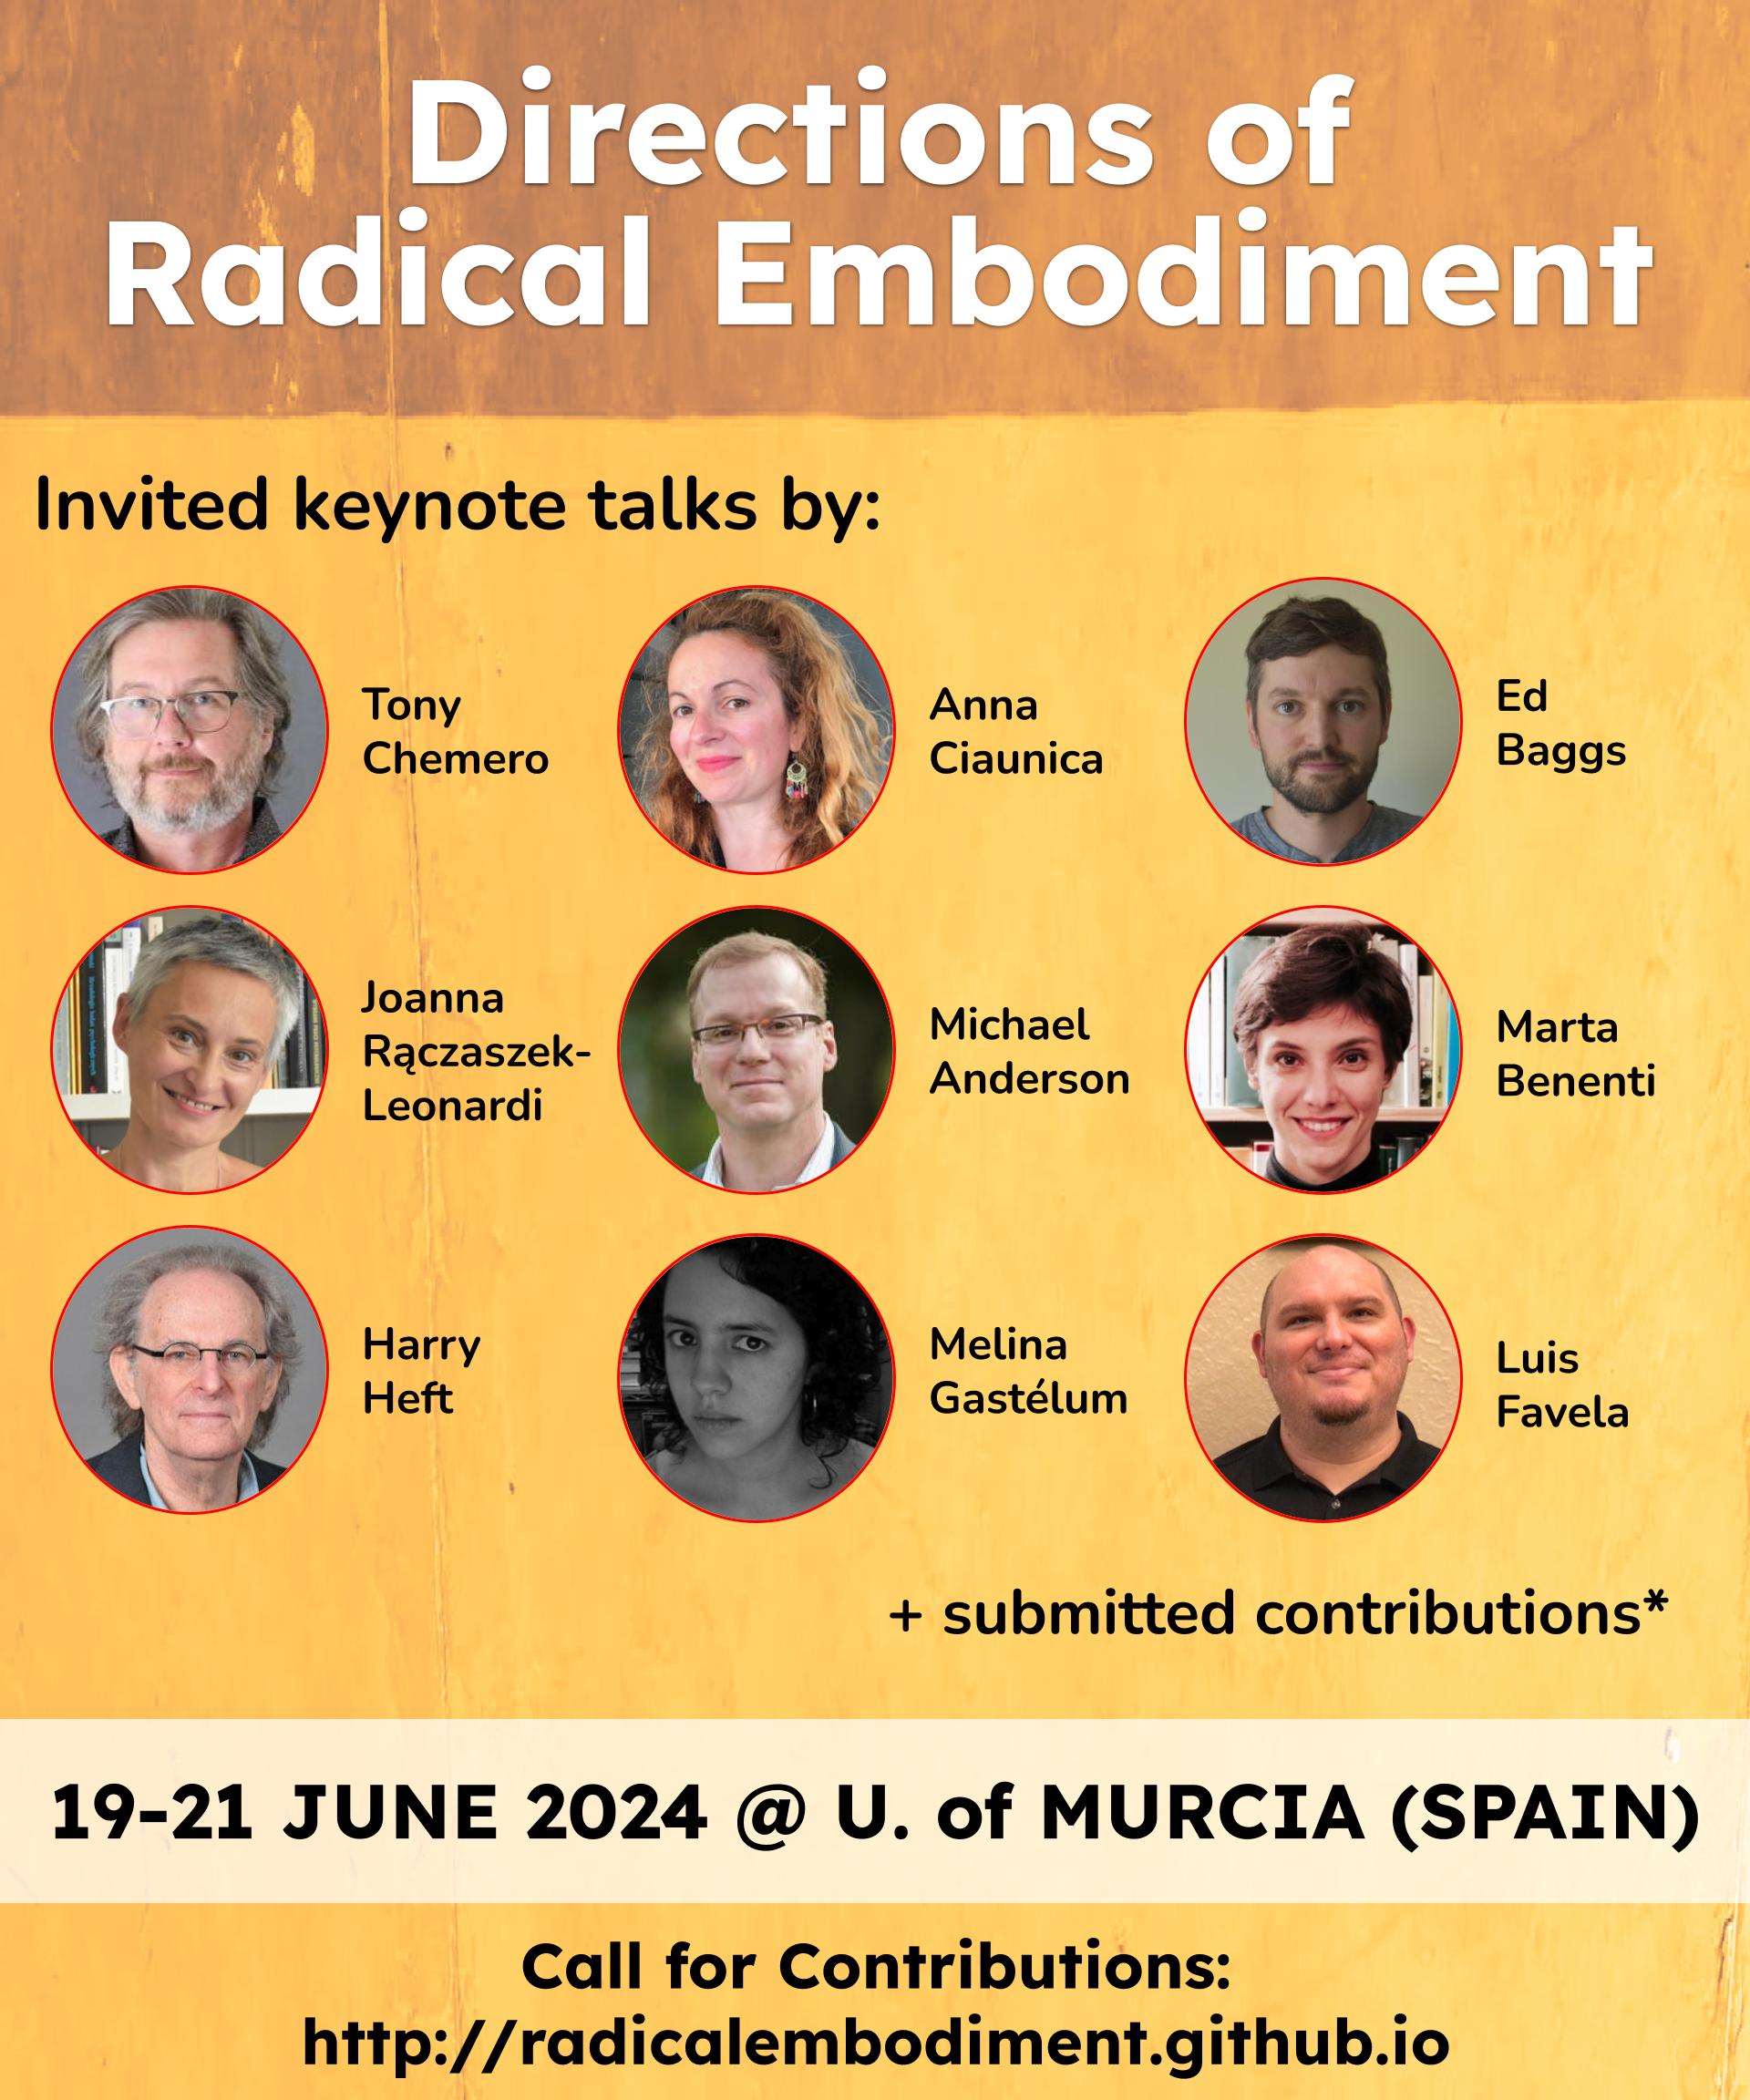 Directions of
Radical Embodiment
Invited keynote talks by:
Tony
Chemero
Anna
Ciaunica
Ed
Baggs
Joanna
Rączaszek-
Leonardi
Michael
Anderson
Marta
Benenti
Harry
Heft
Melina
Gastélum
Luis
Favela
+ submitted contributions*
19-21 JUNE 2024 @ U. of MURCIA (SPAIN)
Call for Contributions:
http://radicalembodiment.github.io